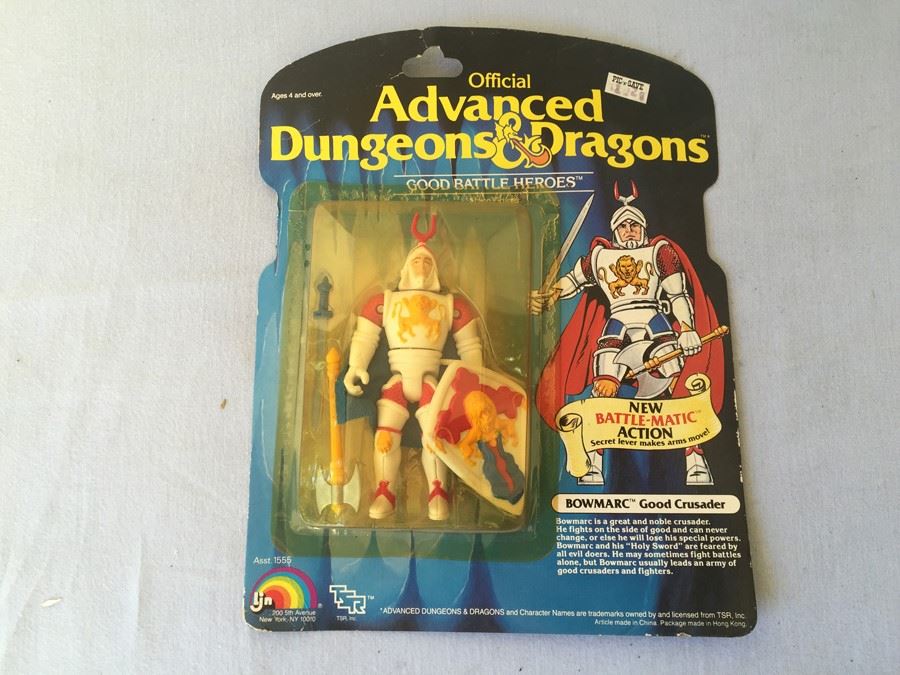 Official
PIC 'N' SAVE
Ages 4 and over.
Advanced
Dungeons & Dragons™*
GOOD BATTLE HEROES™
NEW
BATTLE-MATIC™
ACTION
Secret lever makes arms move!
BOWMARC™ Good Crusader
Bowmarc is a great and noble crusader.
He fights on the side of good and can never
change, or else he will lose his special powers.
Bowmarc and his "Holy Sword" are feared by
all evil doers. He may sometimes fight battles
alone, but Bowmarc usually leads an army of
good crusaders and fighters.
Asst. 1555
ljn ®
200 5th Avenue
New York, NY 10010
TSR™
TSR, Inc.
*ADVANCED DUNGEONS & DRAGONS and Character Names are trademarks owned by and licensed from TSR, Inc.
Article made in China. Package made in Hong Kong.